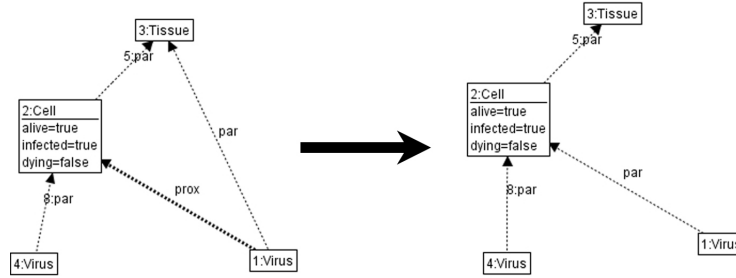 3:Tissue
5:par
2:Cell
alive=true
infected=true
dying=false
par
prox
8:par
4:Virus
1:Virus
3:Tissue
5:par
2:Cell
alive=true
infected=true
dying=false
par
8:par
4:Virus
1:Virus